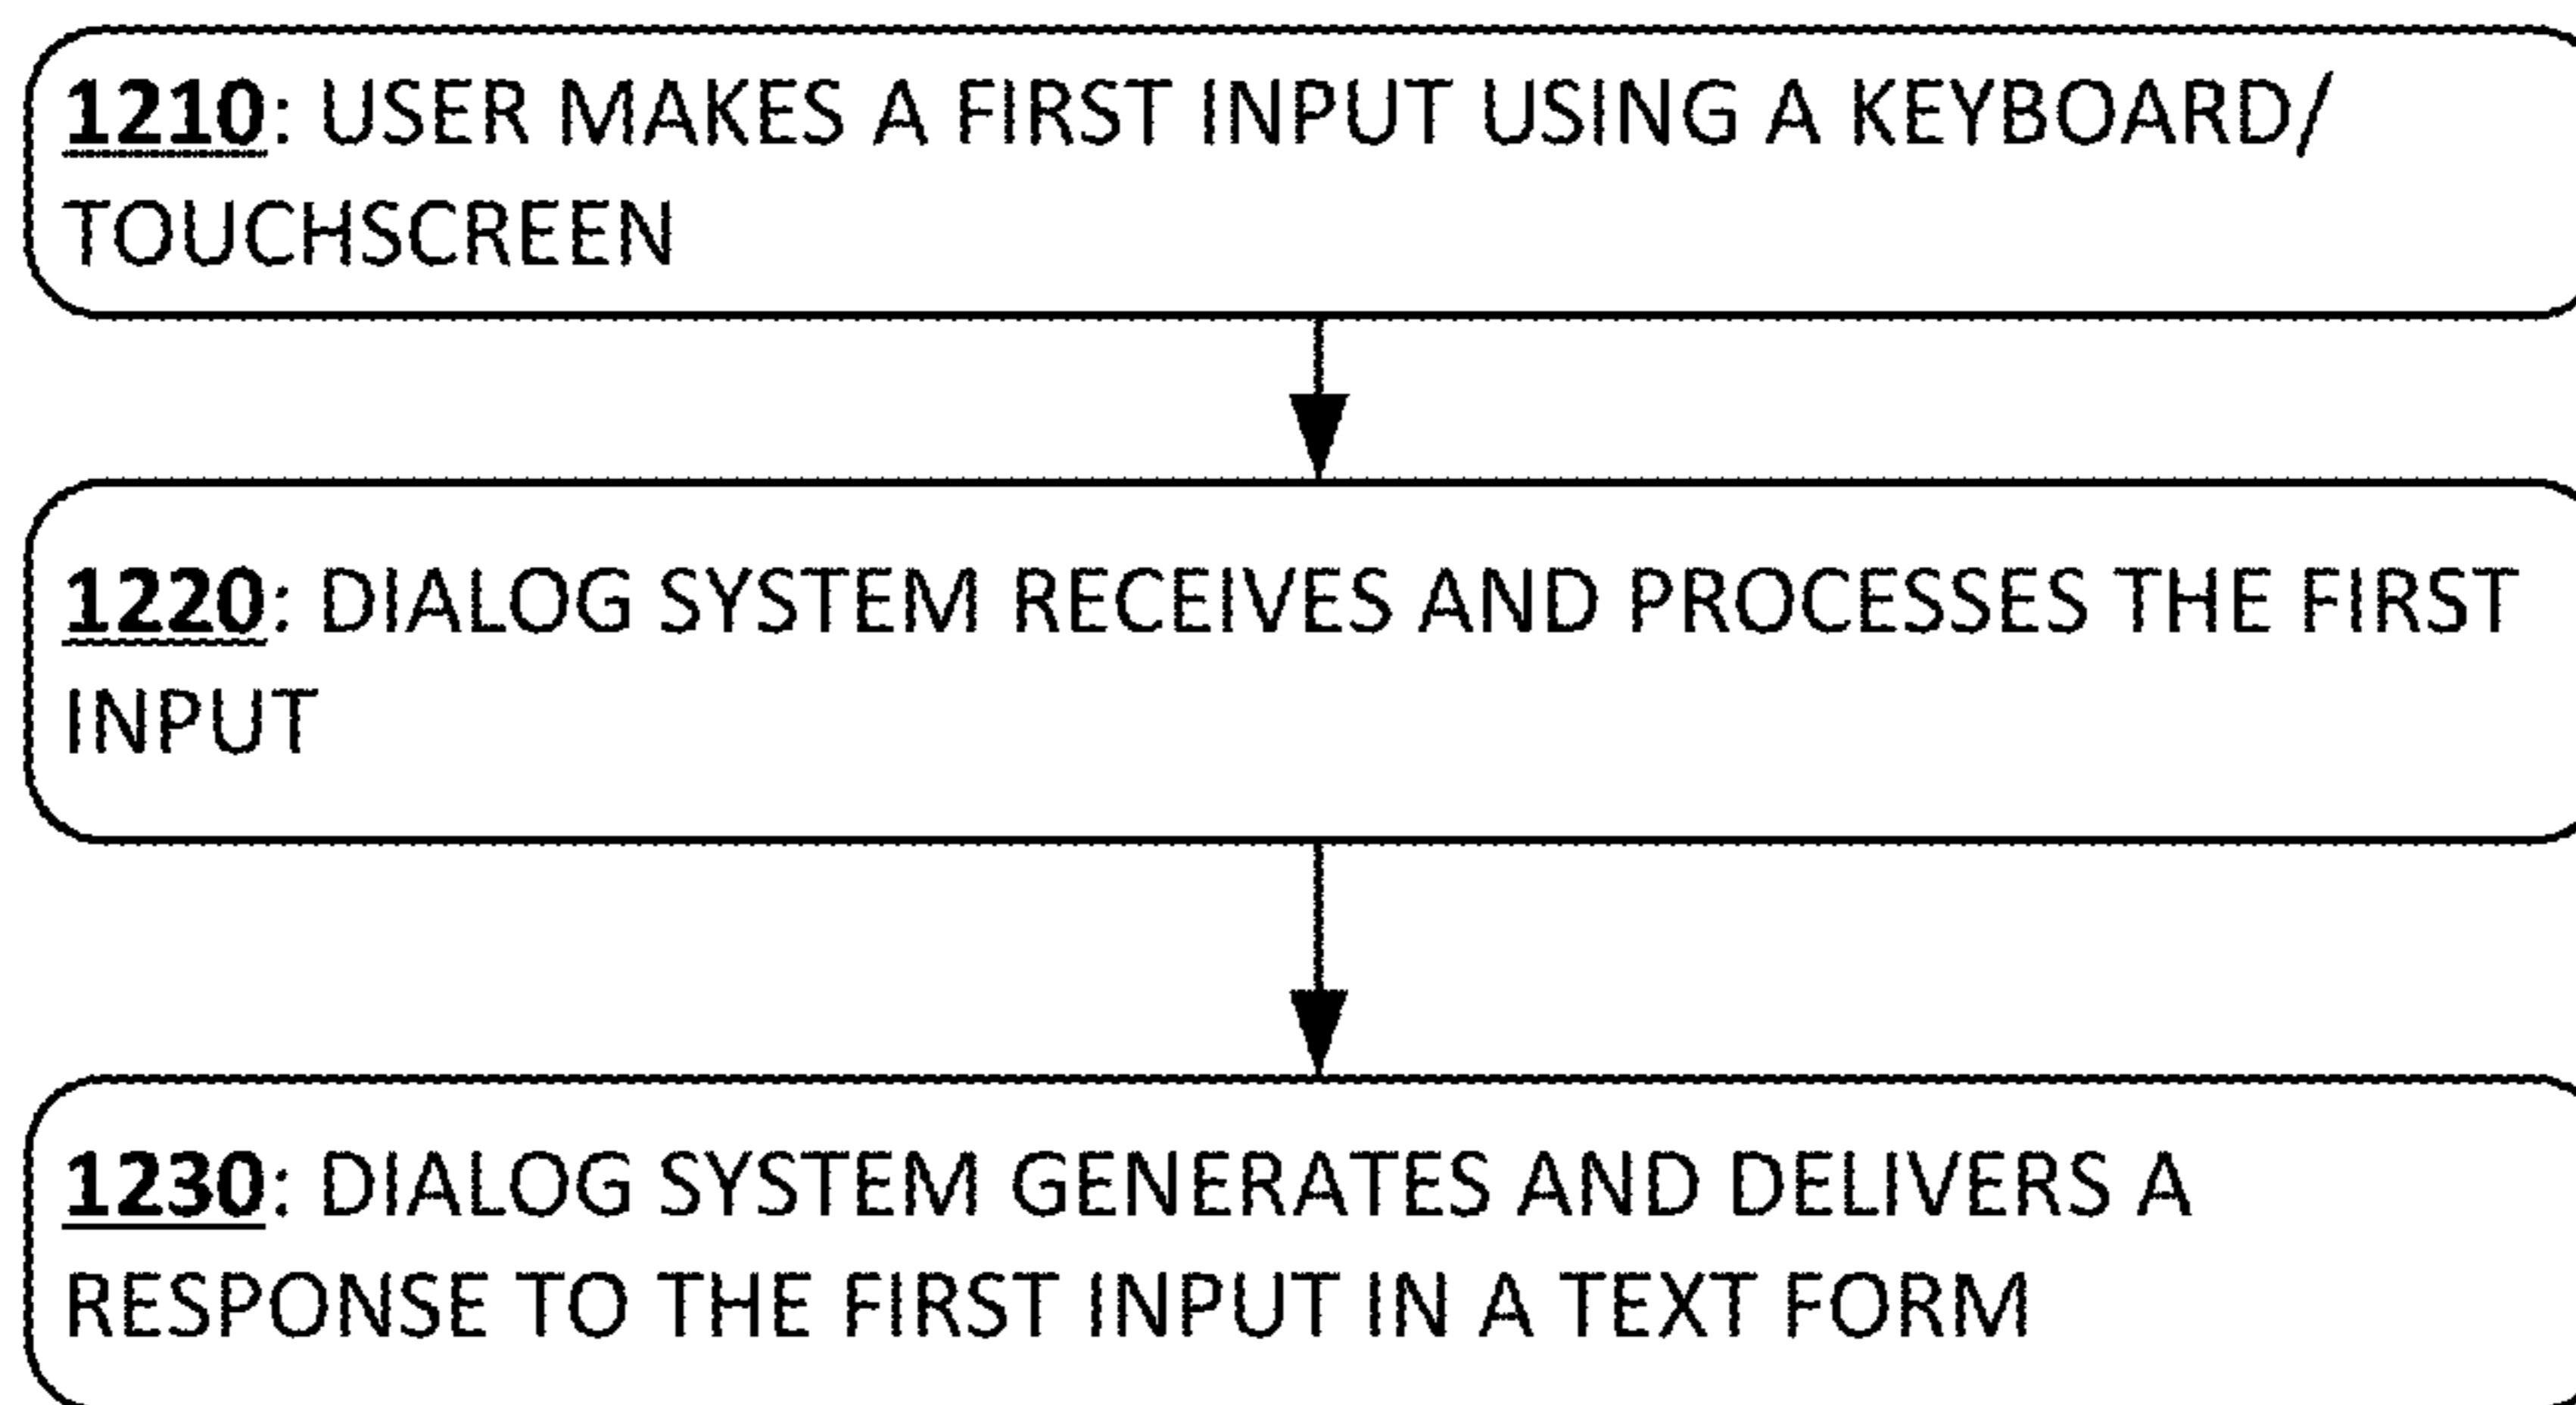 1210: USER MAKES A FIRST INPUT USING A KEYBOARD/
TOUCHSCREEN
1220: DIALOG SYSTEM RECEIVES AND PROCESSES THE FIRST
INPUT
1230: DIALOG SYSTEM GENERATES AND DELIVERS A
RESPONSE TO THE FIRST INPUT IN A TEXT FORM